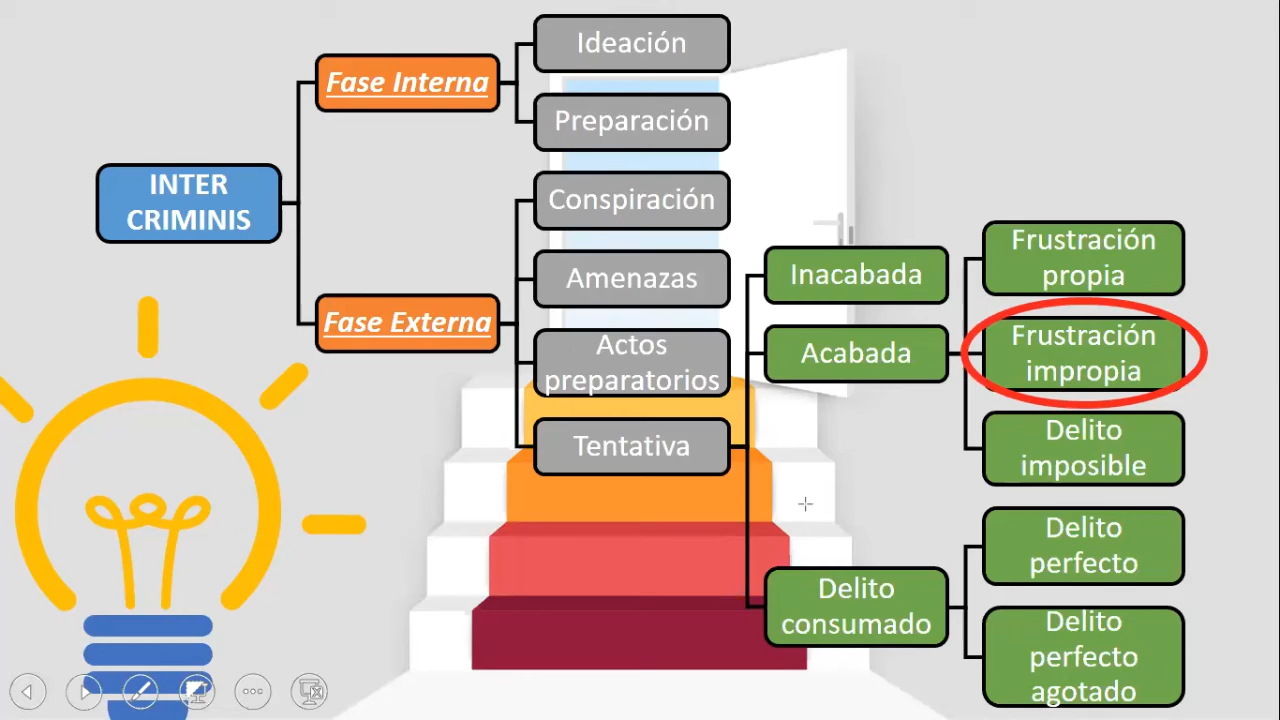 Ideación
Fase Interna
Preparación
INTER
CRIMINIS
Conspiración
Amenazas
Fase Externa
Actos
preparatorios
Tentativa
Inacabada
Acabada
Frustración
propia
Frustración
impropia
Delito
imposible
Delito
consumado
Delito
perfecto
Delito
perfecto
agotado